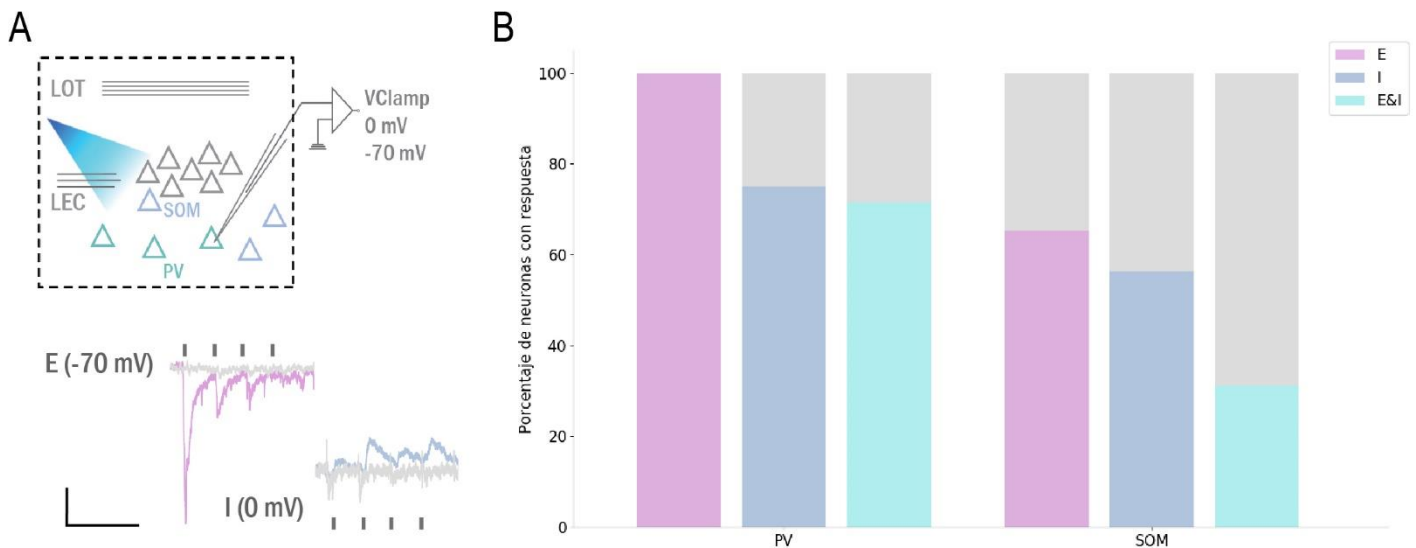 A
LOT
LEC
SOM
PV
VClamp
0 mV
-70 mV
E (-70 mV)
I (0 mV)
B
Porcentaje de neuronas con respuesta
100
80
60
40
20
0
PV
SOM
E
I
E&I